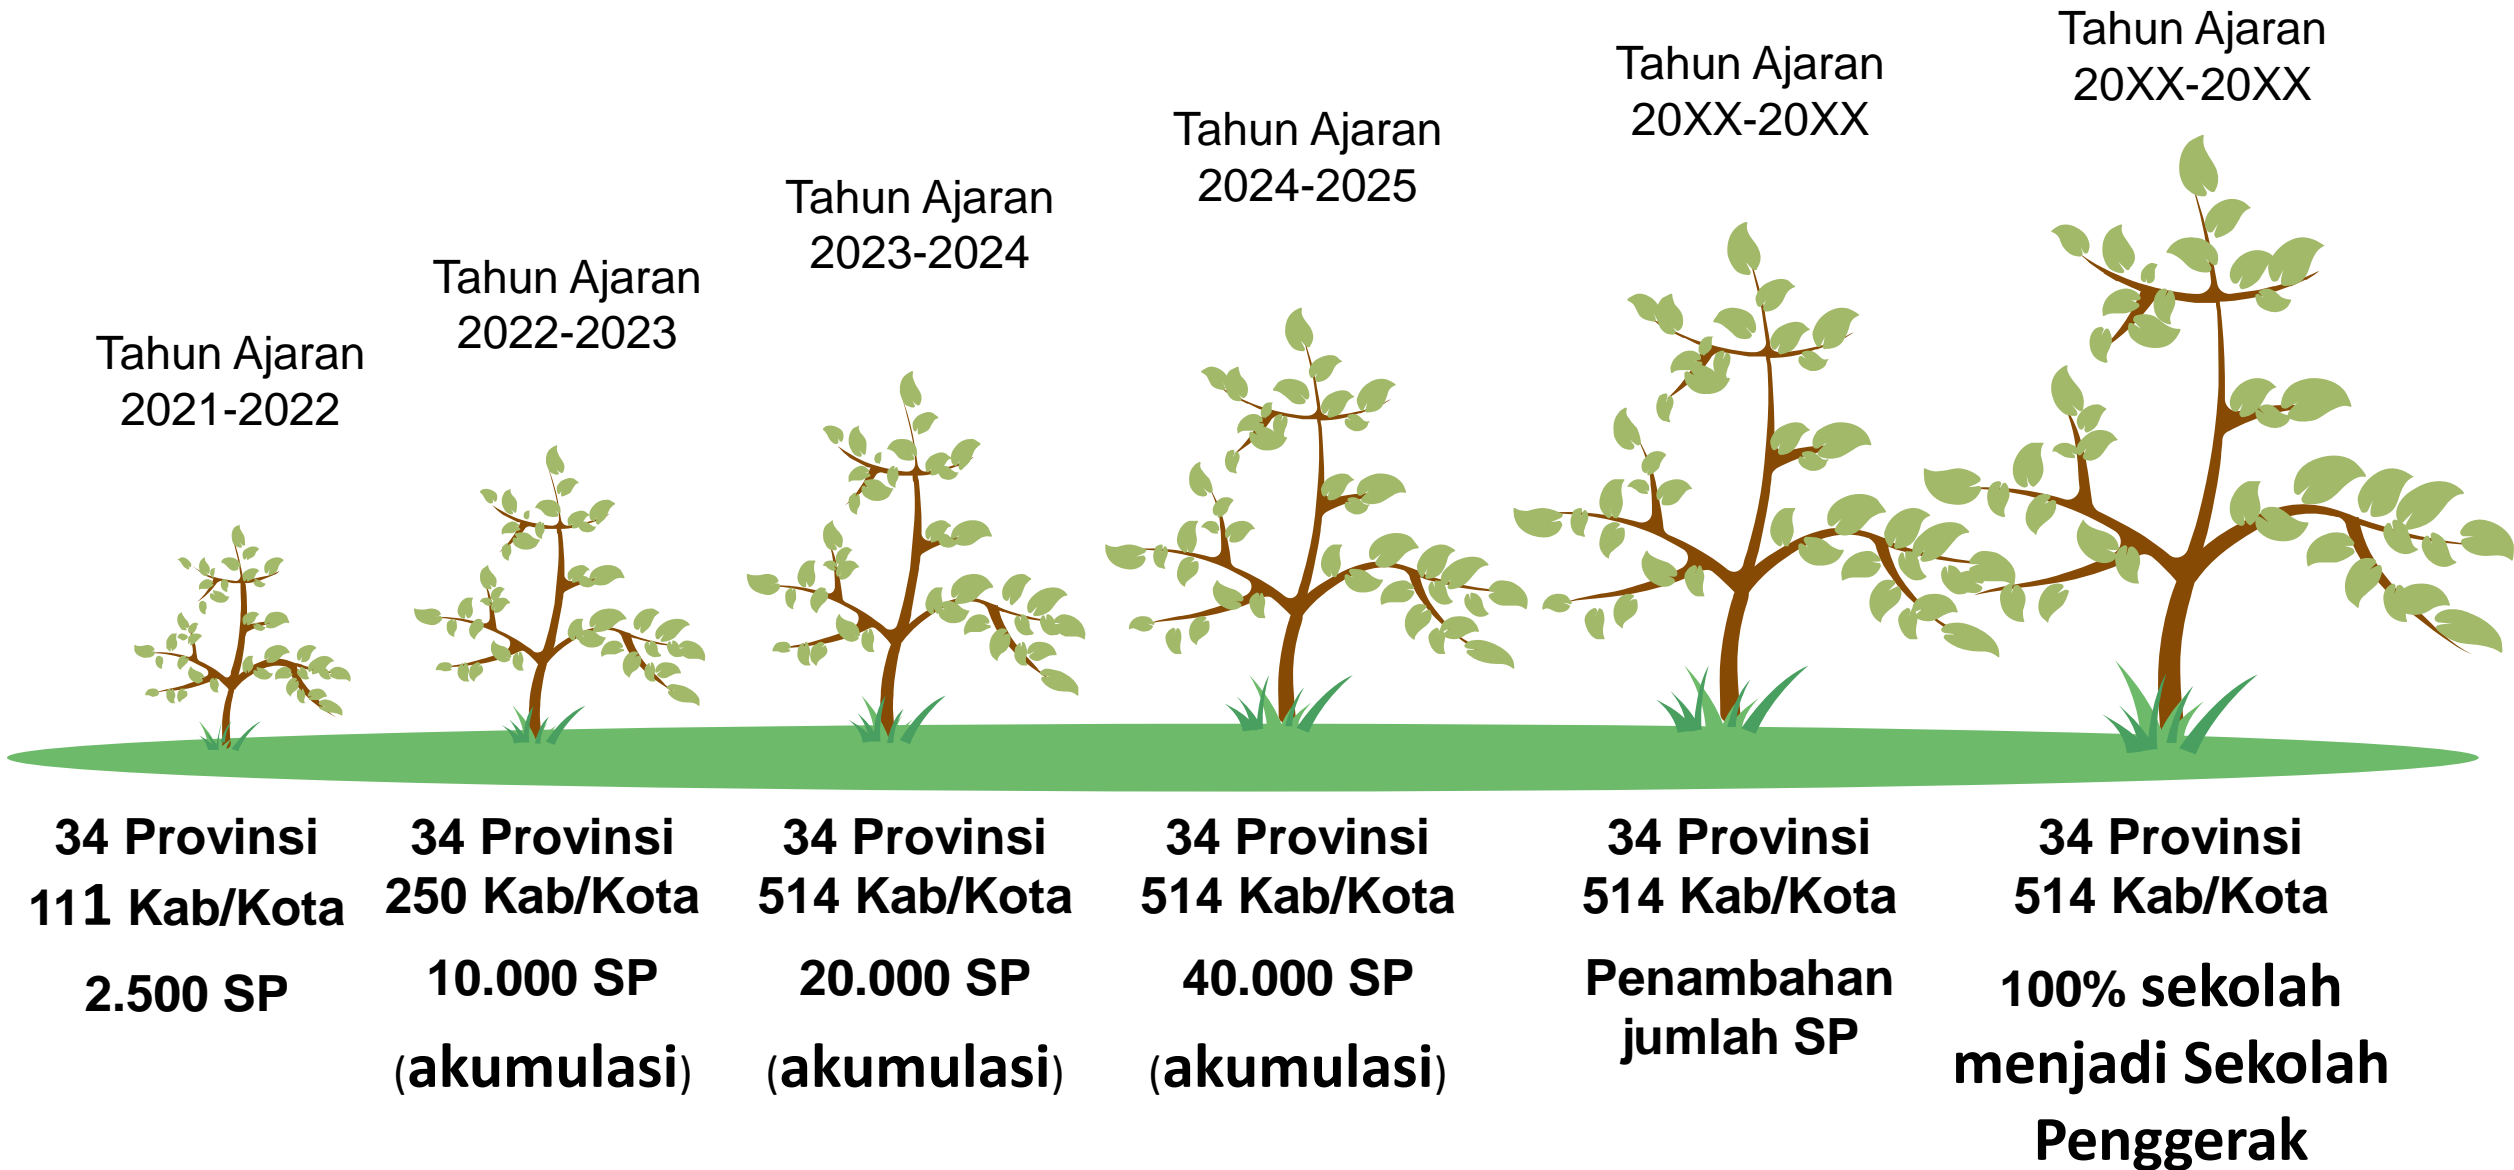 Tahun Ajaran
2021-2022
34 Provinsi
111 Kab/Kota
2.500 SP
Tahun Ajaran
2022-2023
34 Provinsi
250 Kab/Kota
10.000 SP
(akumulasi)
Tahun Ajaran
2023-2024
34 Provinsi
514 Kab/Kota
20.000 SP
(akumulasi)
Tahun Ajaran
2024-2025
34 Provinsi
514 Kab/Kota
40.000 SP
(akumulasi)
Tahun Ajaran
20XX-20XX
34 Provinsi
514 Kab/Kota
Penambahan
jumlah SP
Tahun Ajaran
20XX-20XX
34 Provinsi
514 Kab/Kota
100% sekolah
menjadi Sekolah
Penggerak